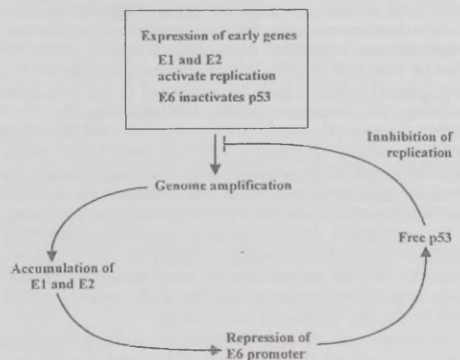 Expression of early genes
E1 and E2
activate replication
E6 inactivates p53
Innhibition of
replication
Genome amplification
Free p53
Accumulation of
E1 and E2
Repression of
E6 promoter